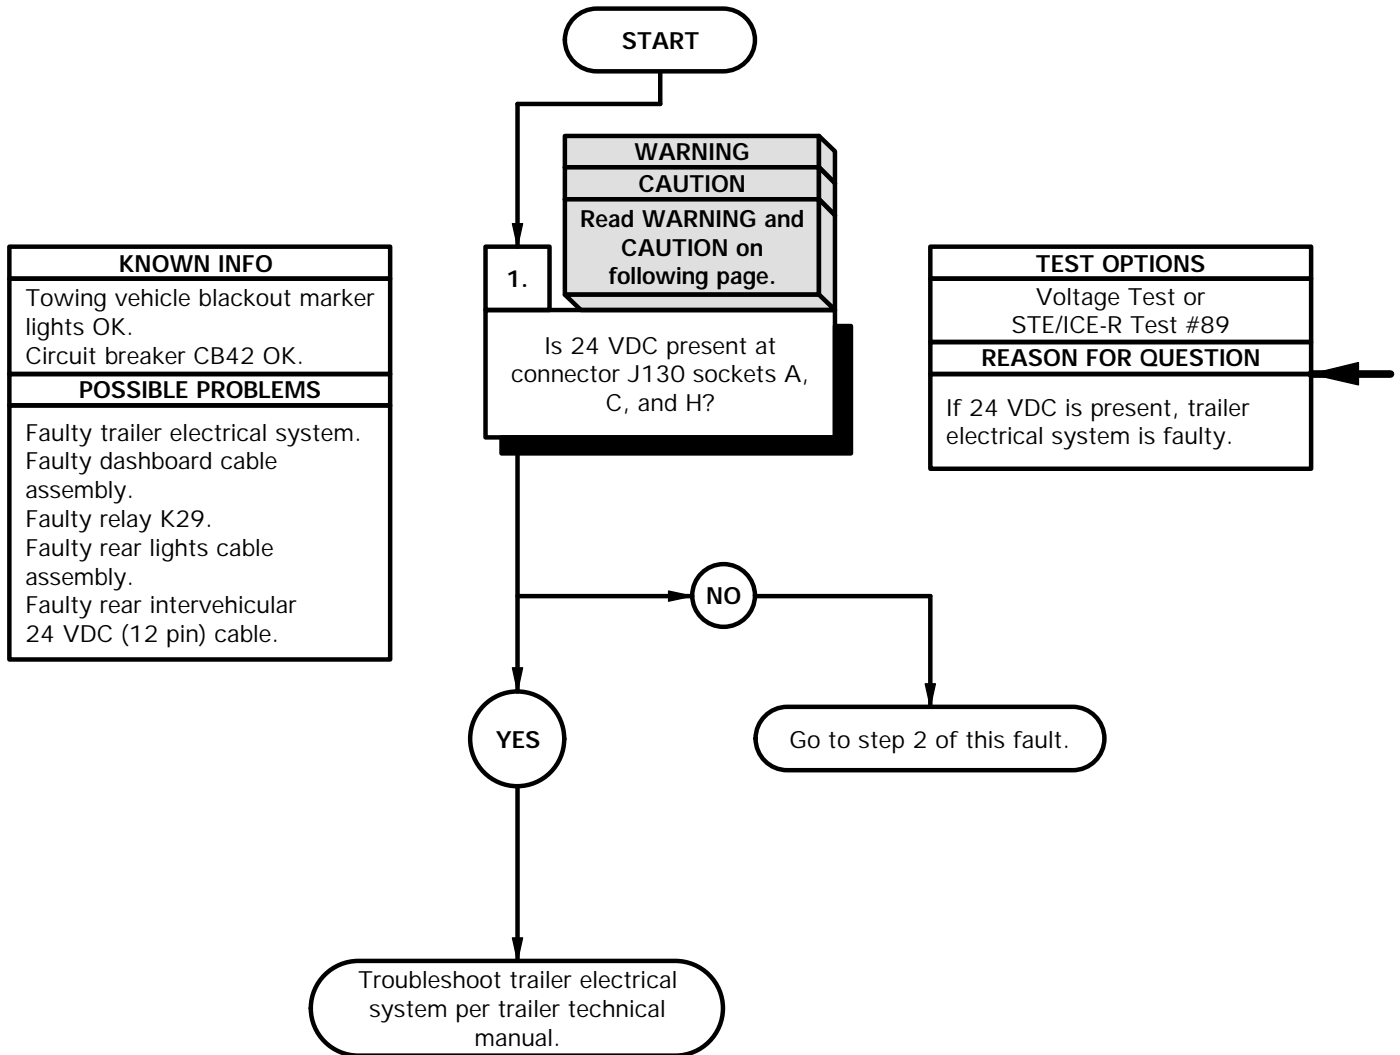 START
WARNING
CAUTION
Read WARNING and
CAUTION on
following page.
KNOWN INFO
Towing vehicle blackout marker
lights OK.
Circuit breaker CB42 OK.
POSSIBLE PROBLEMS
Faulty trailer electrical system.
Faulty dashboard cable
assembly.
Faulty relay K29.
Faulty rear lights cable
assembly.
Faulty rear intervehicular
24 VDC (12 pin) cable.
1.
Is 24 VDC present at
connector J130 sockets A,
C, and H?
TEST OPTIONS
Voltage Test or
STE/ICE-R Test #89
REASON FOR QUESTION
If 24 VDC is present, trailer
electrical system is faulty.
NO
YES
Go to step 2 of this fault.
Troubleshoot trailer electrical
system per trailer technical
manual.